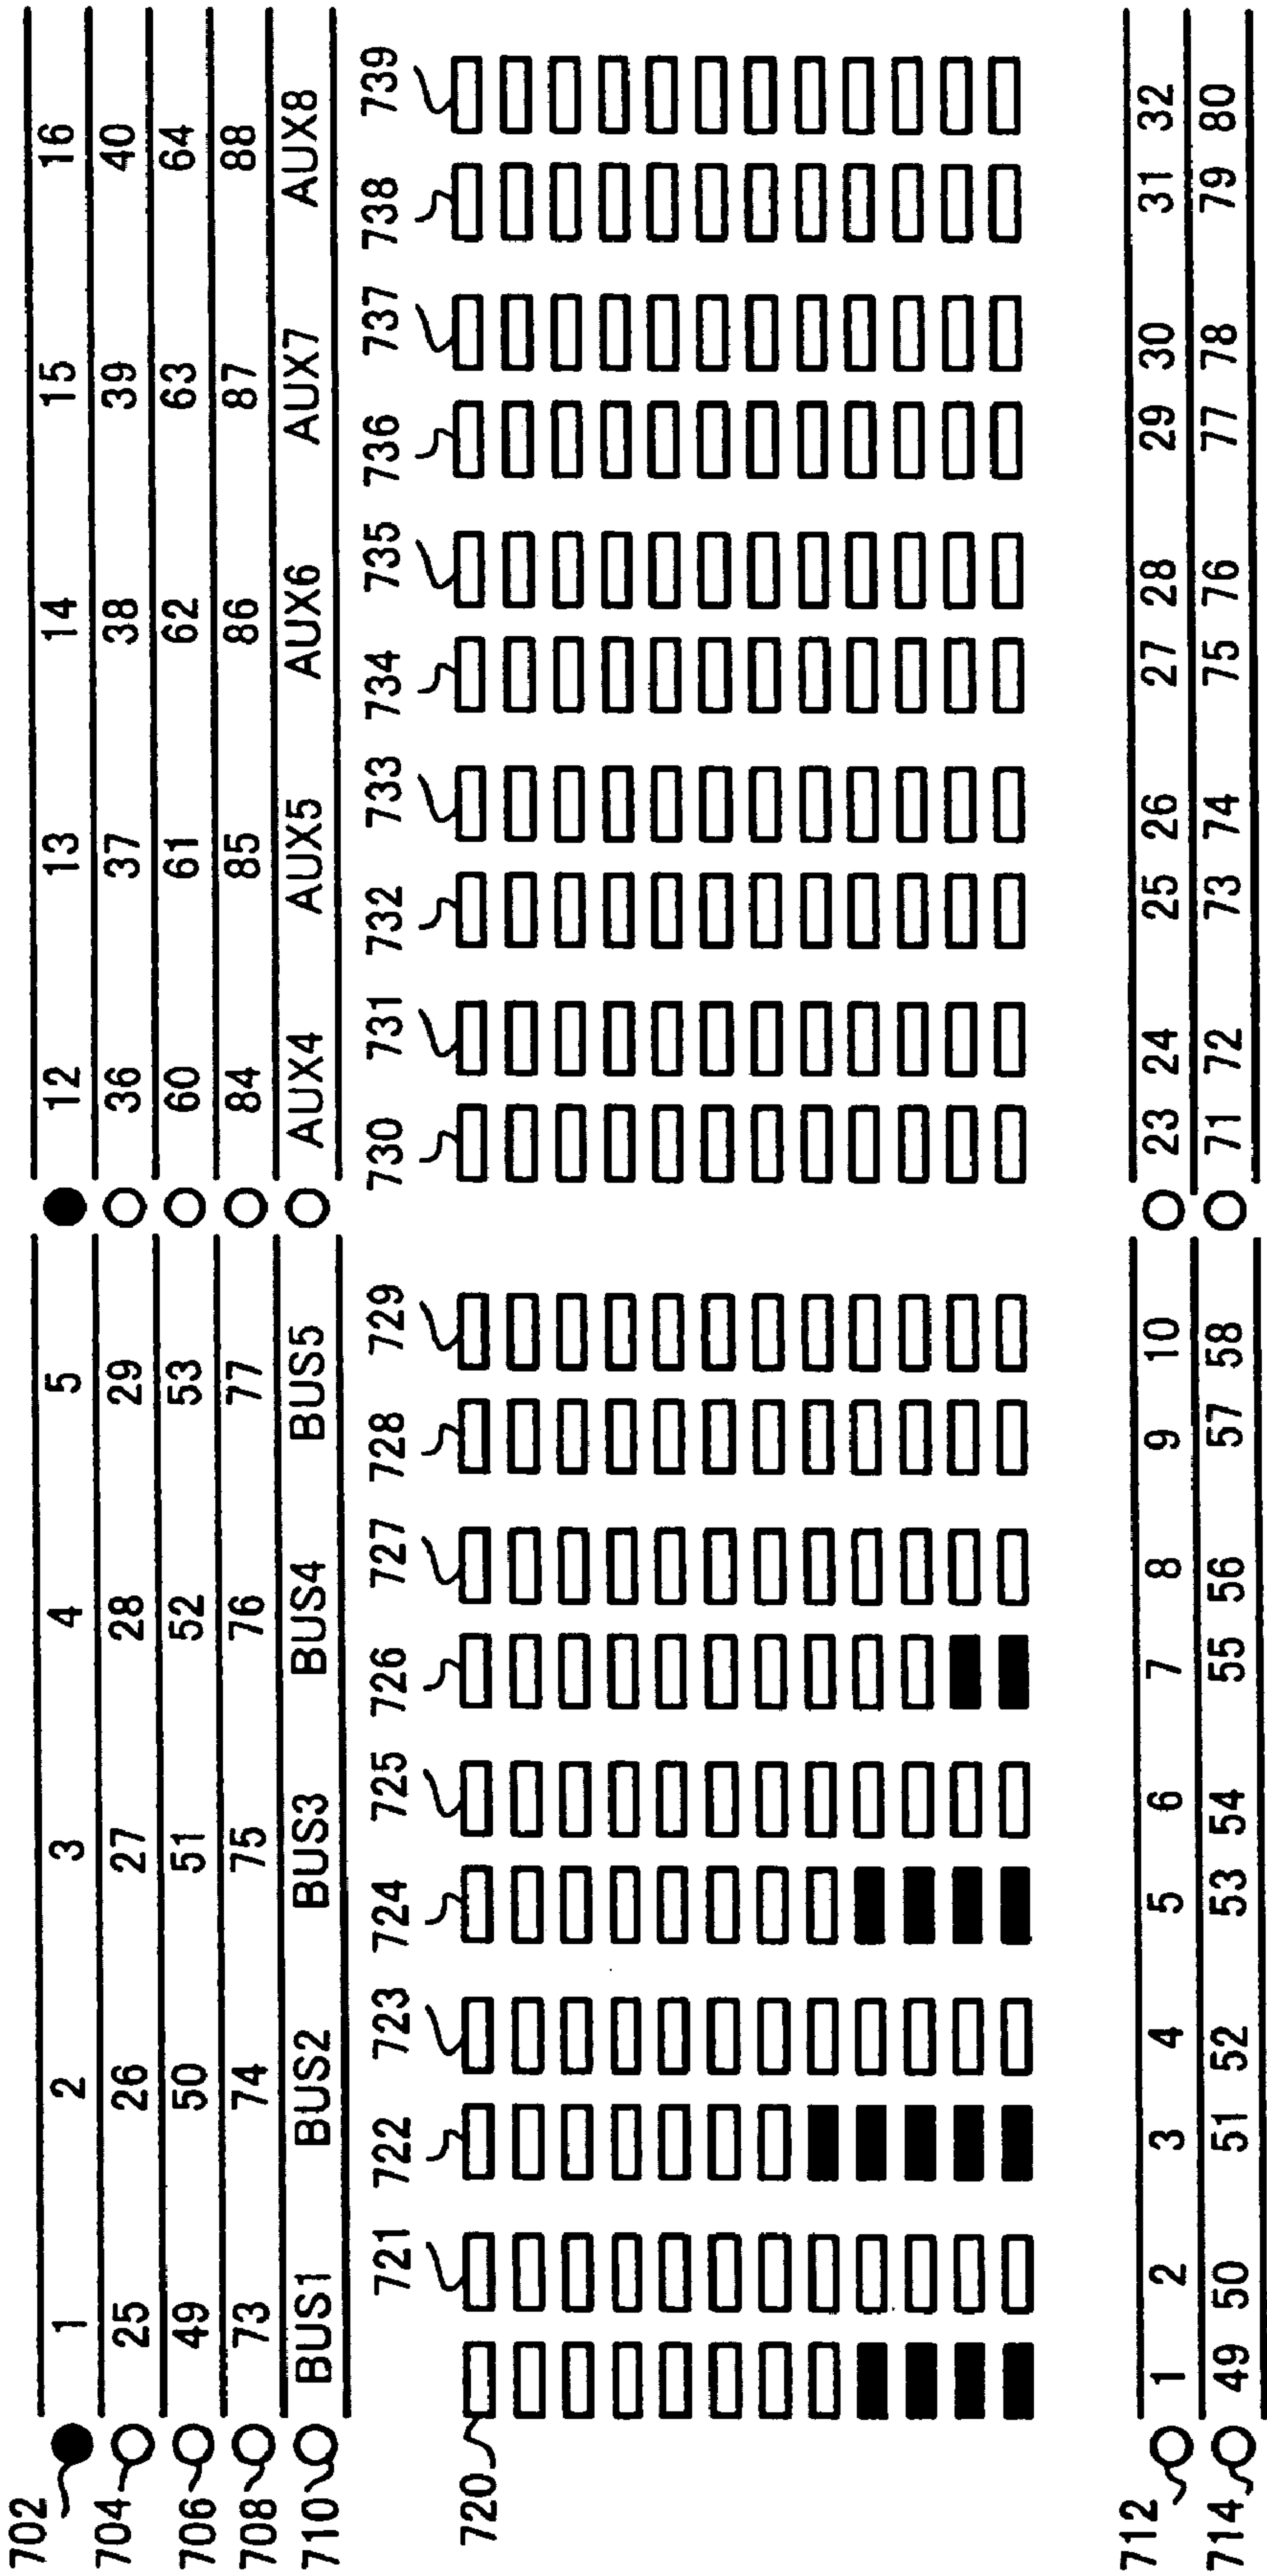 702 1 2 3 4 5 12 13 14 15 16
704 25 26 27 28 29 36 37 38 39 40
706 49 50 51 52 53 60 61 62 63 64
708 73 74 75 76 77 84 85 86 87 88
710 BUS1 BUS2 BUS3 BUS4 BUS5 AUX4 AUX5 AUX6 AUX7 AUX8
721 722 723 724 725 726 727 728 729 730 731 732 733 734 735 736 737 738 739
720
712 1 2 3 4 5 6 7 8 9 10 23 24 25 26 27 28 29 30 31 32
714 49 50 51 52 53 54 55 56 57 58 71 72 73 74 75 76 77 78 79 80